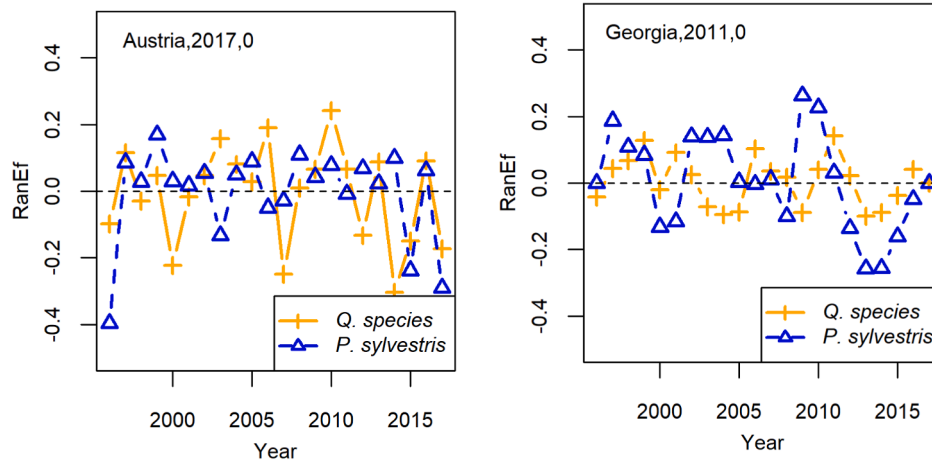 Austria,2017,0
RanEf
0.4
0.2
0.0
-0.2
-0.4
Q. species
P. sylvestris
2000 2005 2010 2015
Year
Georgia,2011,0
RanEf
0.4
0.2
0.0
-0.2
-0.4
Q. species
P. sylvestris
2000 2005 2010 2015
Year